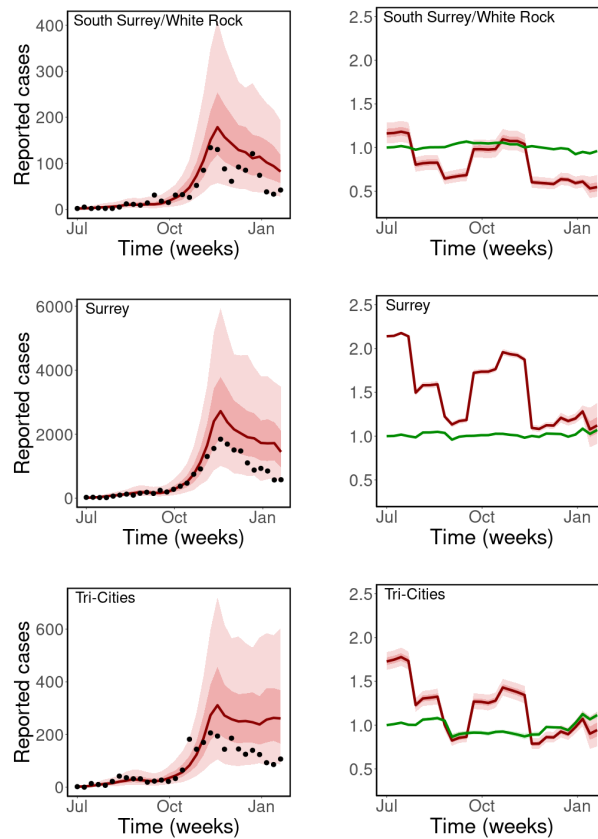 South Surrey/White Rock
Reported cases
400
300
200
100
0
Jul
Oct
Jan
Time (weeks)
South Surrey/White Rock
2.5
2.0
1.5
1.0
0.5
Jul
Oct
Jan
Time (weeks)
Surrey
Reported cases
6000
4000
2000
0
Jul
Oct
Jan
Time (weeks)
Surrey
2.5
2.0
1.5
1.0
0.5
Jul
Oct
Jan
Time (weeks)
Tri-Cities
Reported cases
600
400
200
0
Jul
Oct
Jan
Time (weeks)
Tri-Cities
2.5
2.0
1.5
1.0
0.5
Jul
Oct
Jan
Time (weeks)